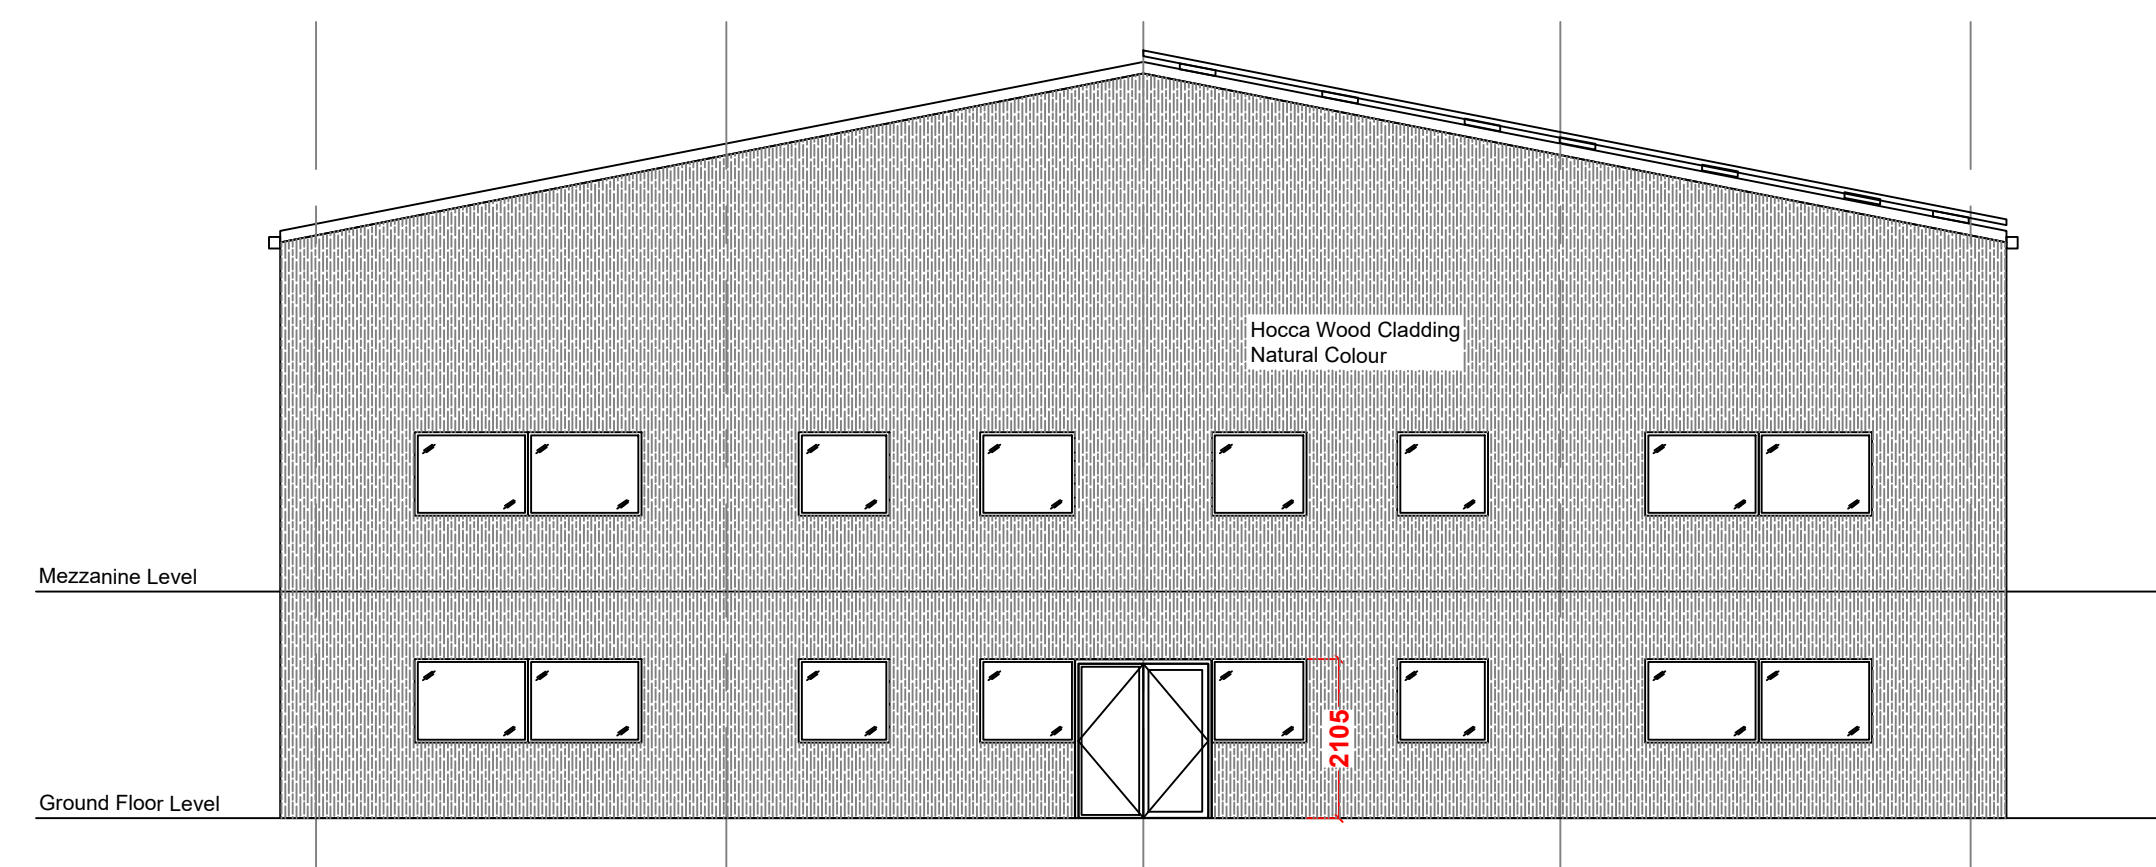 Hocca Wood Cladding
Natural Colour
Mezzanine Level
2105
Ground Floor Level